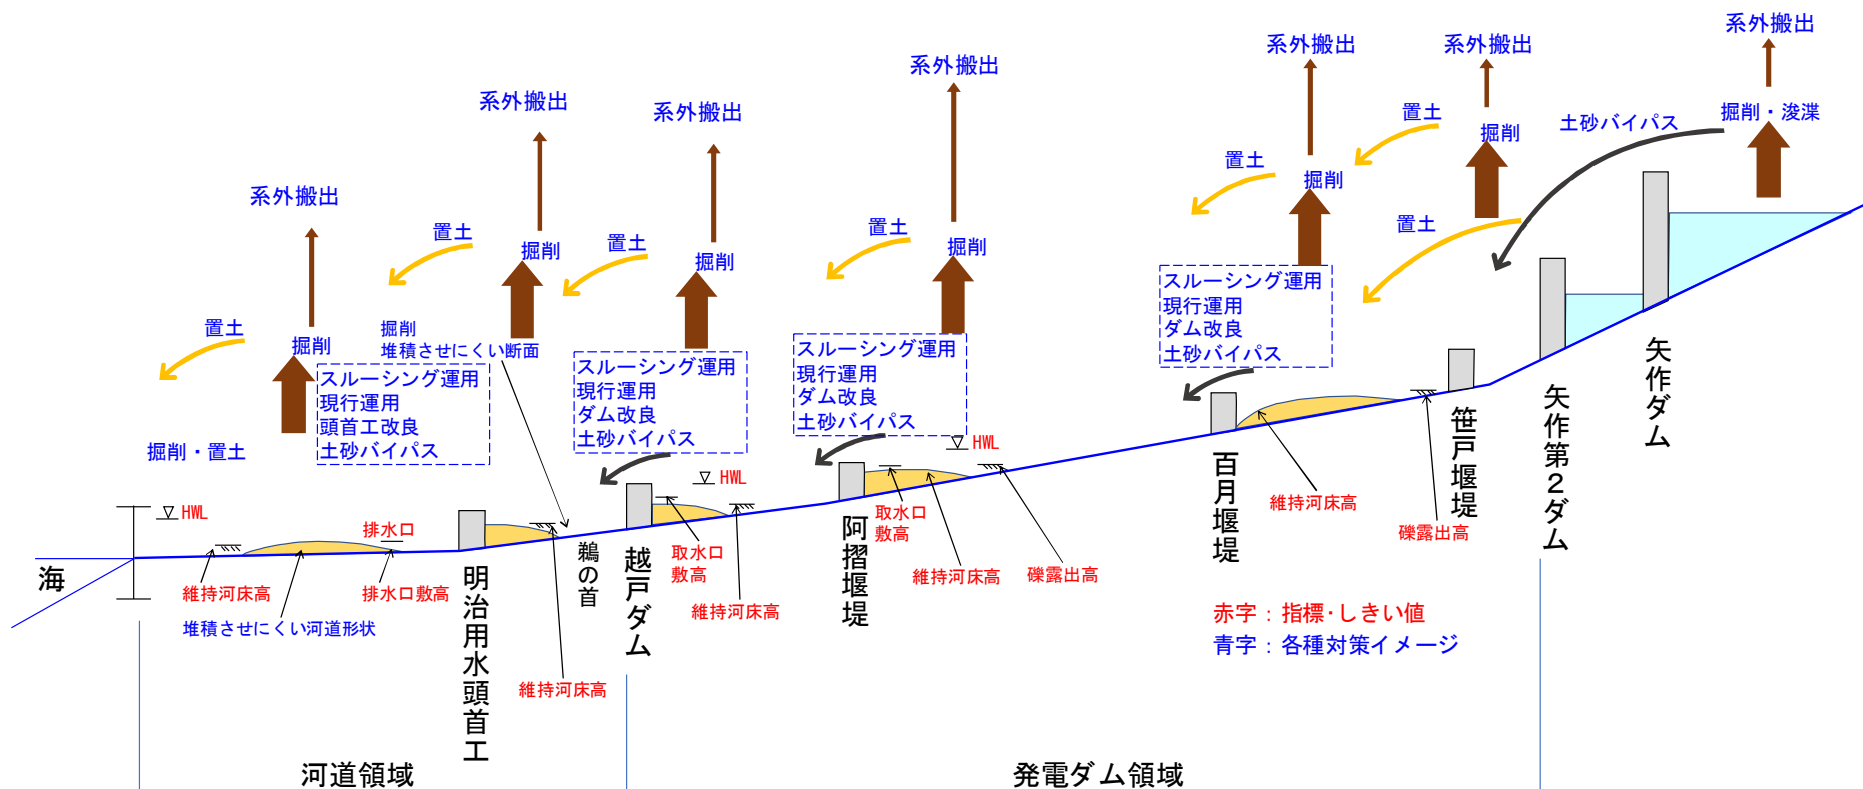 系外搬出
系外搬出
系外搬出
系外搬出
系外搬出
系外搬出
系外搬出
掘削・浚渫
土砂バイパス
置土
掘削
置土
掘削
置土
置土
掘削
置土
掘削
置土
掘削
置土
掘削
スルーシング運用
現行運用
ダム改良
土砂バイパス
スルーシング運用
現行運用
ダム改良
土砂バイパス
スルーシング運用
現行運用
ダム改良
土砂バイパス
掘削
堆積させにくい断面
スルーシング運用
現行運用
頭首工改良
土砂バイパス
掘削・置土
HWL
HWL
HWL
排水口
維持河床高
排水口敷高
堆積させにくい河道形状
維持河床高
取水口
敷高
維持河床高
取水口
敷高
維持河床高
礫露出高
維持河床高
礫露出高
海
明治用水頭首工
鵜の首
越戸ダム
阿摺堰堤
百月堰堤
笹戸堰堤
矢作第2ダム
矢作ダム
赤字：指標・しきい値
青字：各種対策イメージ
河道領域
発電ダム領域